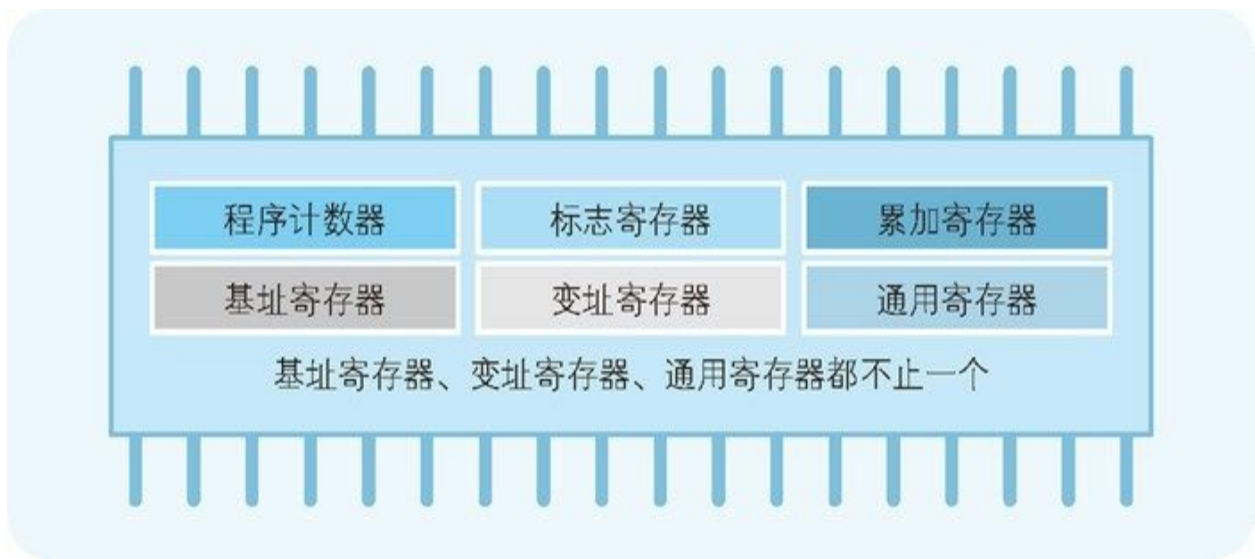 程序计数器 标志寄存器 累加寄存器
基址寄存器 变址寄存器 通用寄存器
基址寄存器、变址寄存器、通用寄存器都不止一个